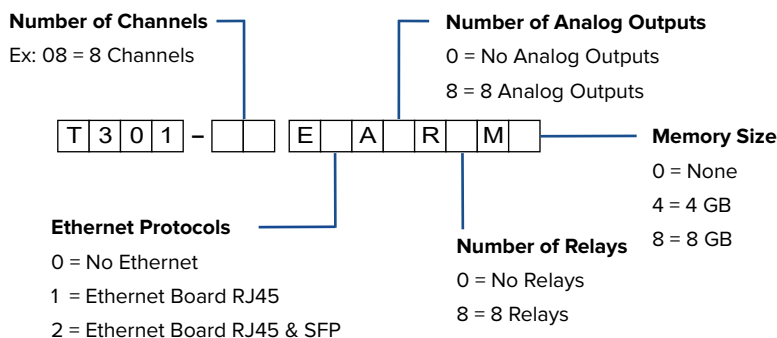 Number of Channels
Ex: 08 = 8 Channels
Number of Analog Outputs
0 = No Analog Outputs
8 = 8 Analog Outputs
T 3 0 1 – E A R M
Memory Size
0 = None
4 = 4 GB
8 = 8 GB
Ethernet Protocols
0 = No Ethernet
1 = Ethernet Board RJ45
2 = Ethernet Board RJ45 & SFP
Number of Relays
0 = No Relays
8 = 8 Relays